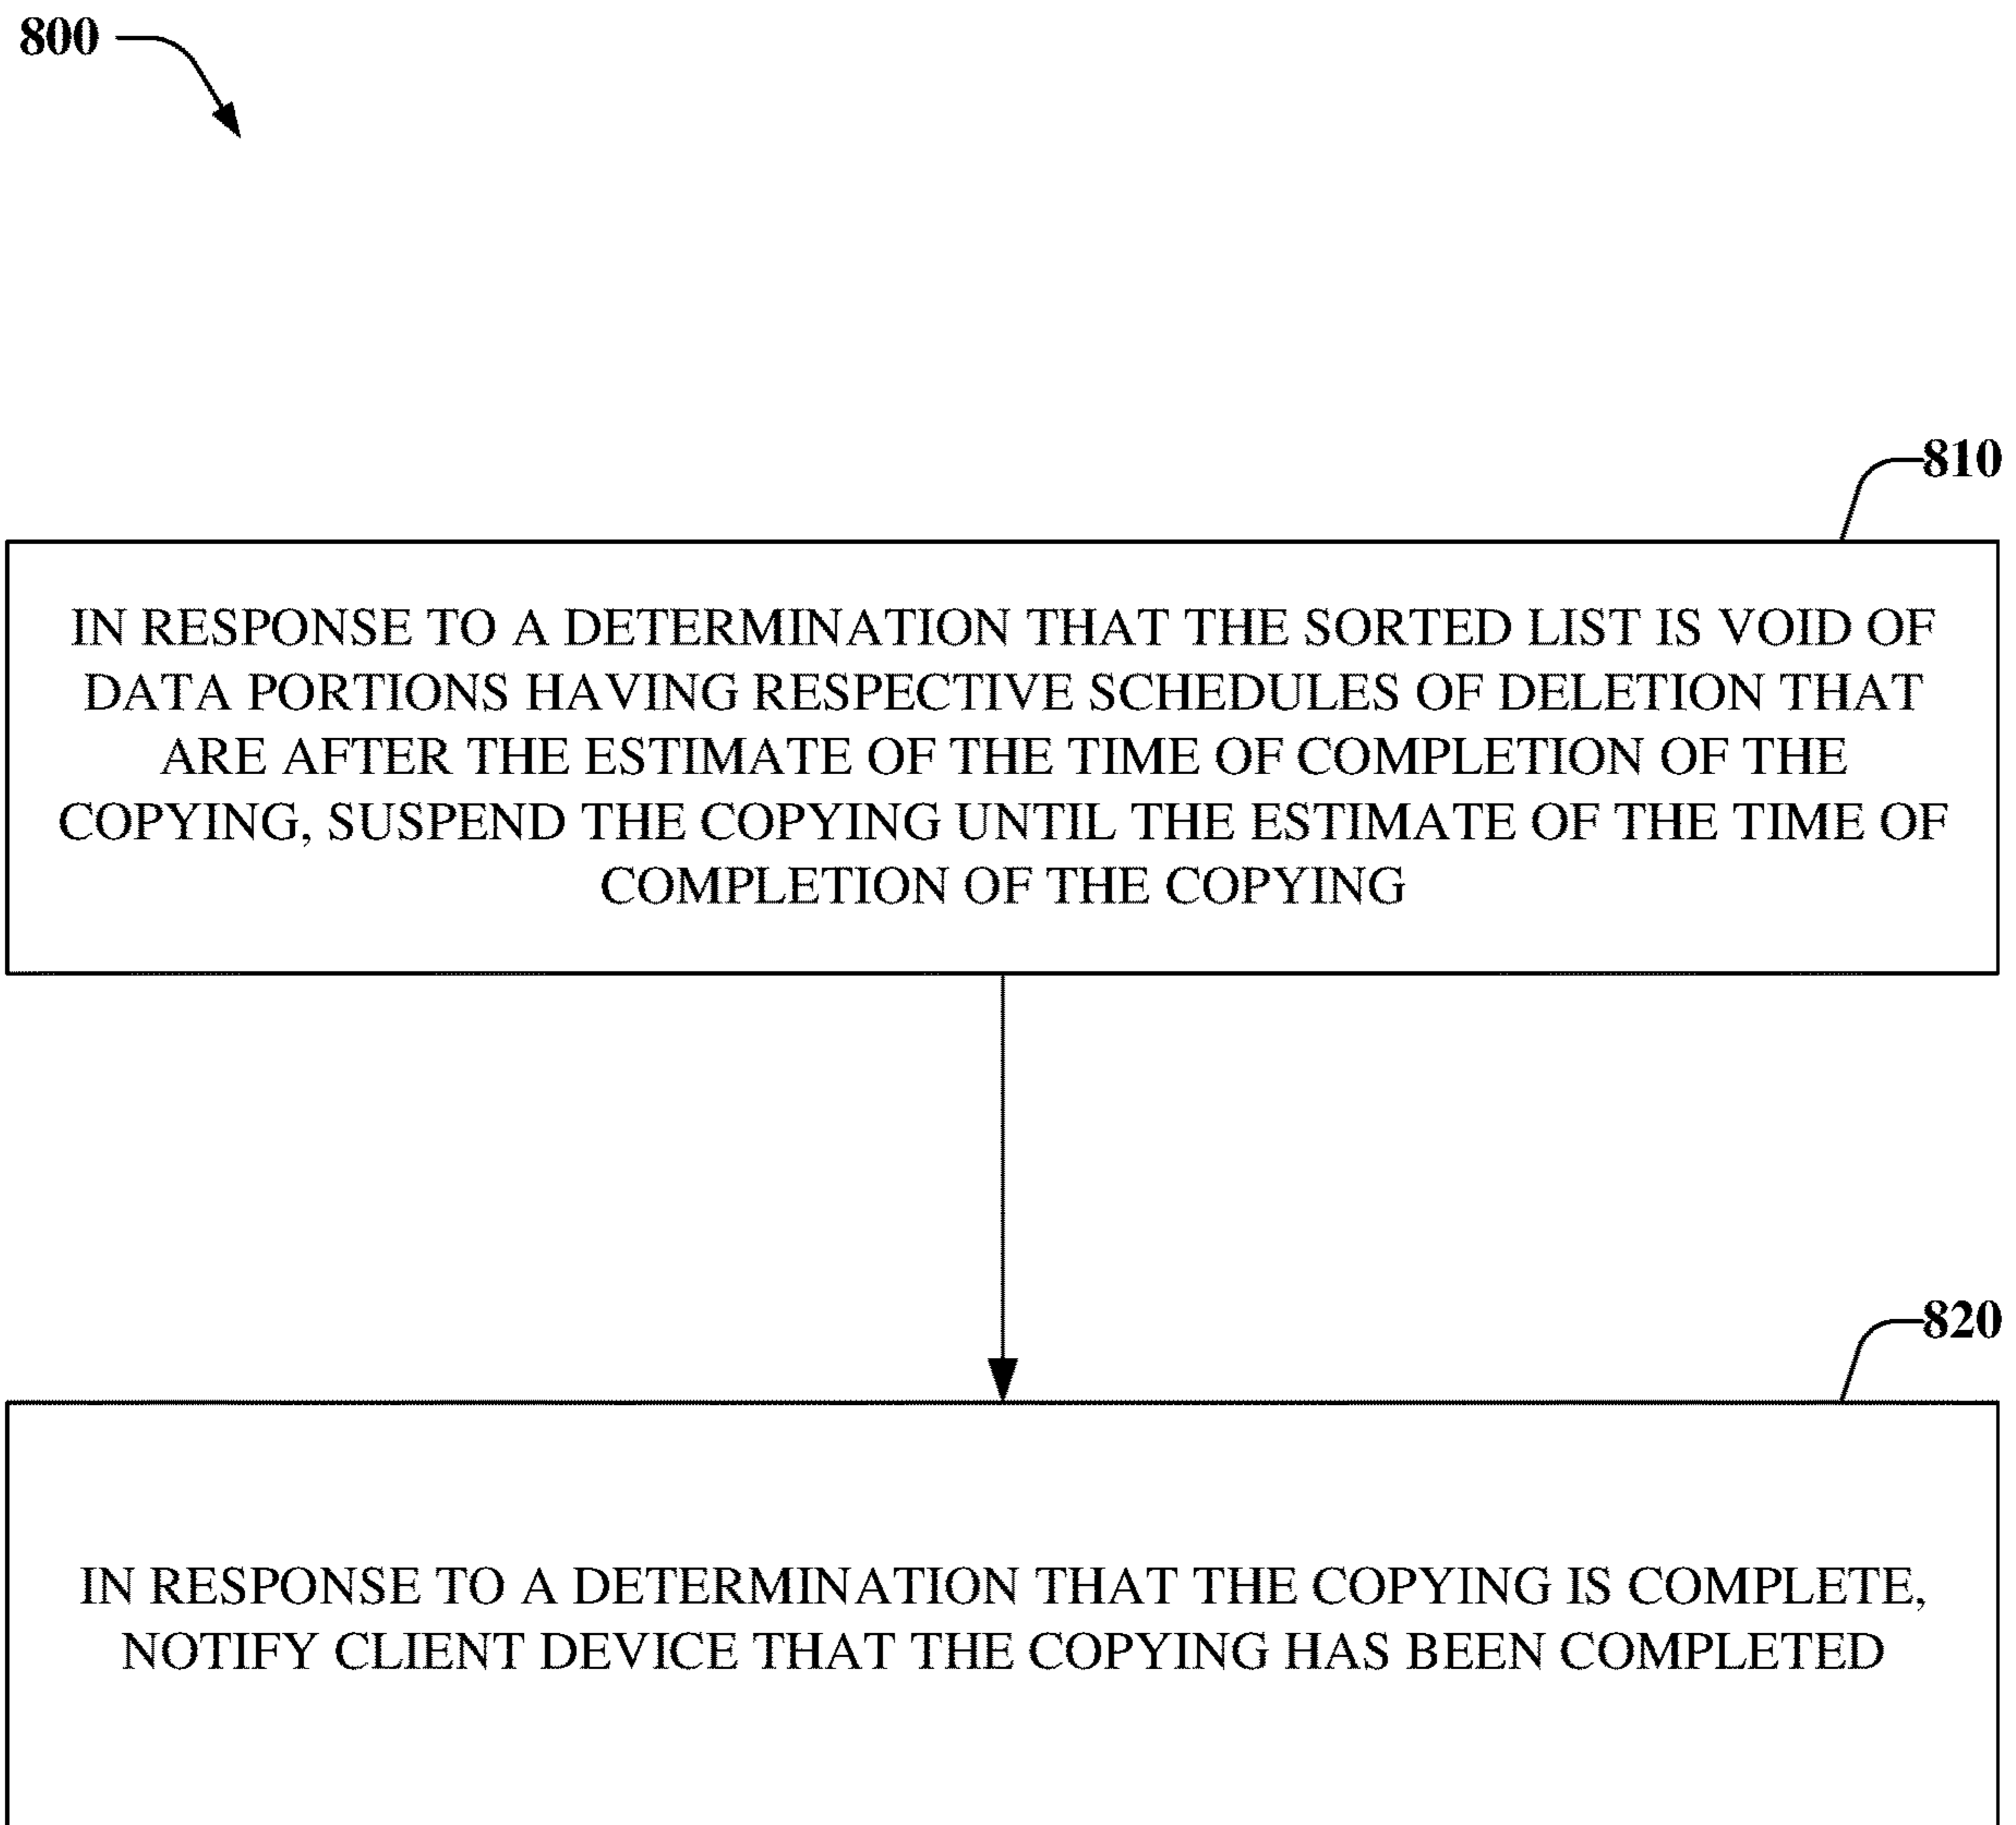 800
810
IN RESPONSE TO A DETERMINATION THAT THE SORTED LIST IS VOID OF
DATA PORTIONS HAVING RESPECTIVE SCHEDULES OF DELETION THAT
ARE AFTER THE ESTIMATE OF THE TIME OF COMPLETION OF THE
COPYING, SUSPEND THE COPYING UNTIL THE ESTIMATE OF THE TIME OF
COMPLETION OF THE COPYING
820
IN RESPONSE TO A DETERMINATION THAT THE COPYING IS COMPLETE,
NOTIFY CLIENT DEVICE THAT THE COPYING HAS BEEN COMPLETED